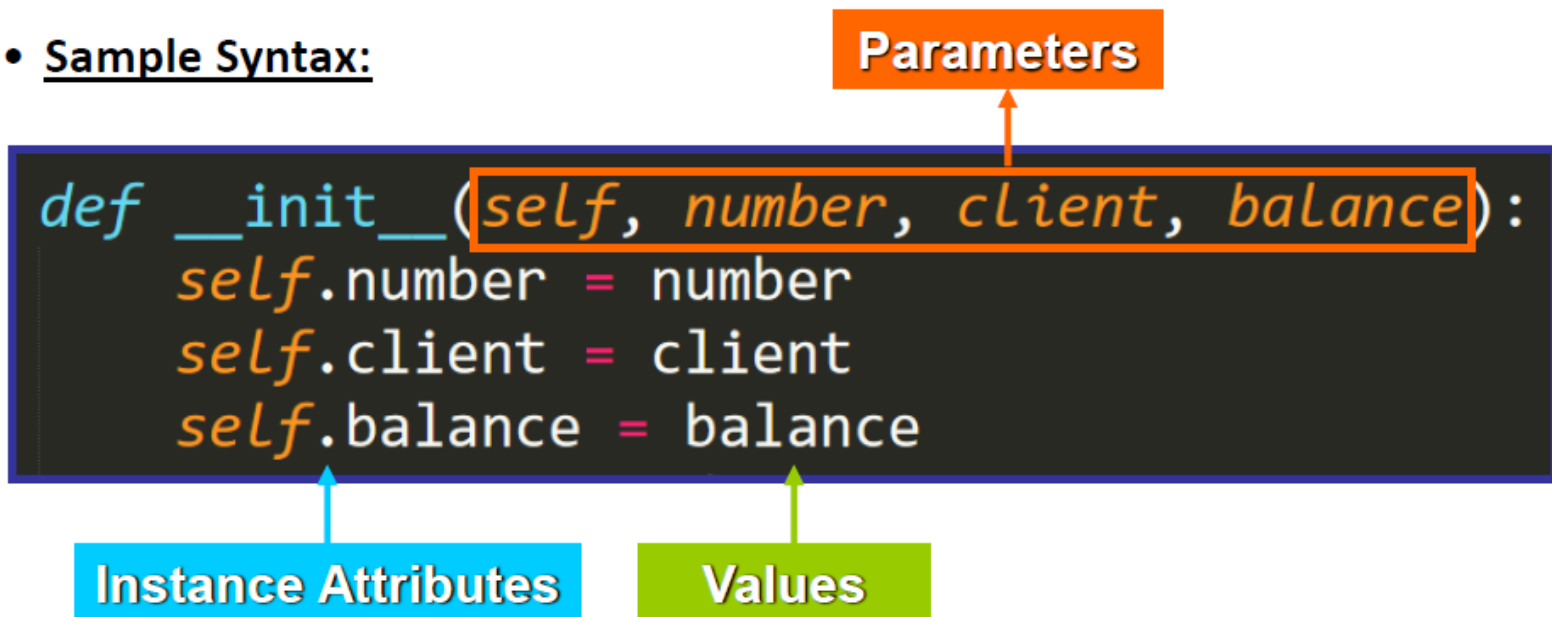 • Sample Syntax:
Parameters
def __init__(self, number, client, balance):
self.number = number
self.client = client
self.balance = balance
Instance Attributes
Values